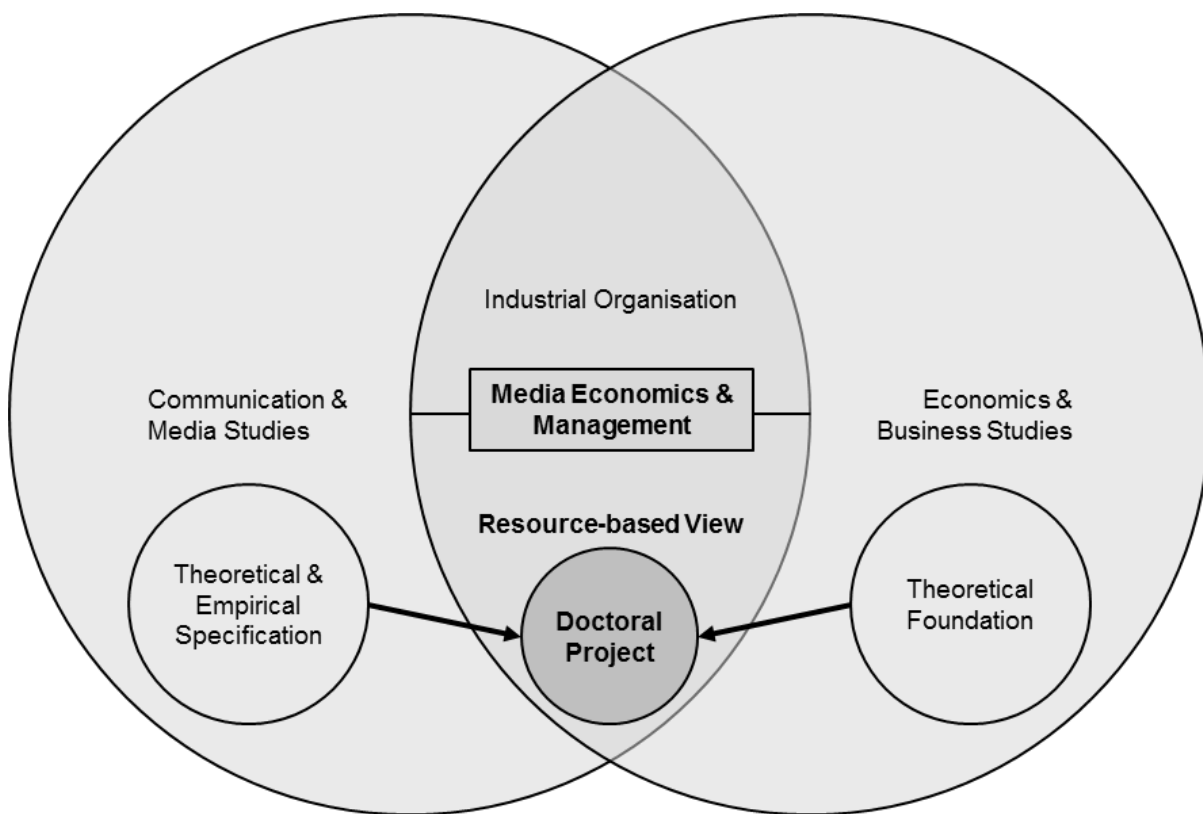 Industrial Organisation
Media Economics &
Management
Communication &
Media Studies
Economics &
Business Studies
Resource-based View
Theoretical &
Empirical
Specification
Doctoral
Project
Theoretical
Foundation